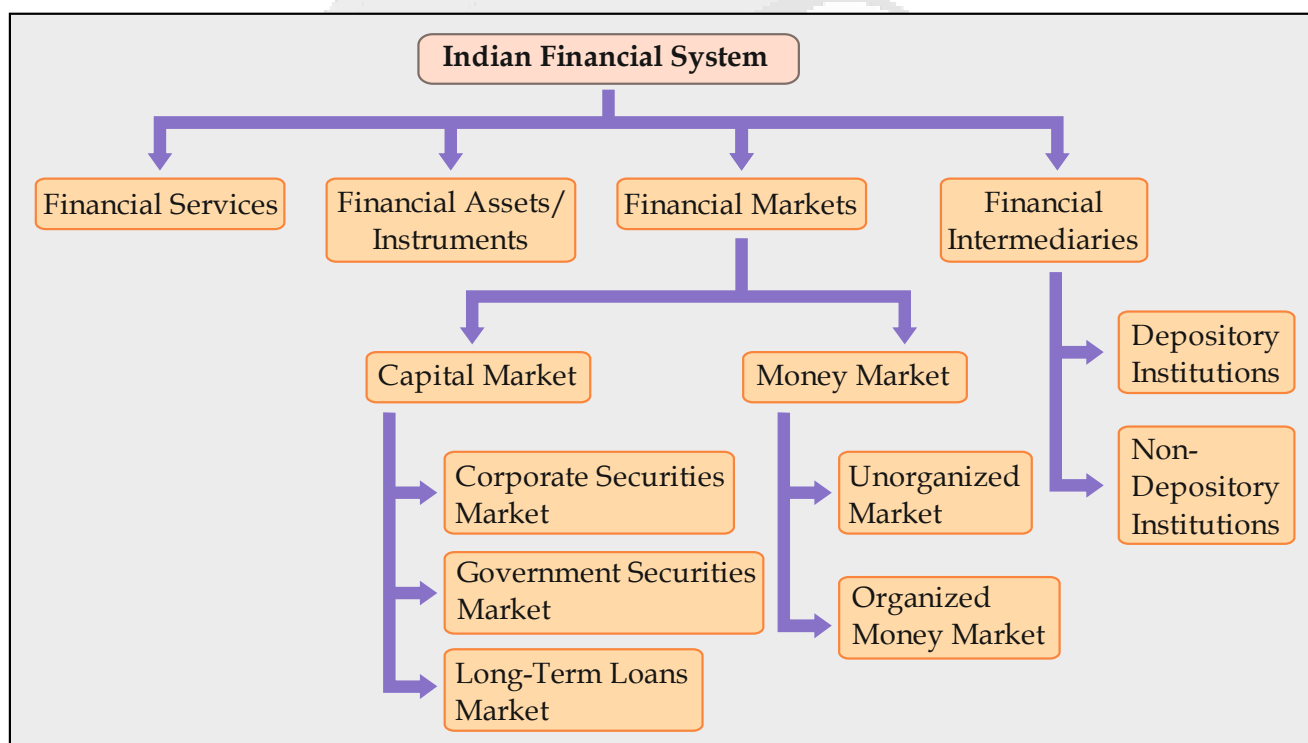 Indian Financial System
Financial Services
Financial Assets/
Instruments
Financial Markets
Financial
Intermediaries
Capital Market
Money Market
Depository
Institutions
Non-
Depository
Institutions
Corporate Securities
Market
Government Securities
Market
Long-Term Loans
Market
Unorganized
Market
Organized
Money Market